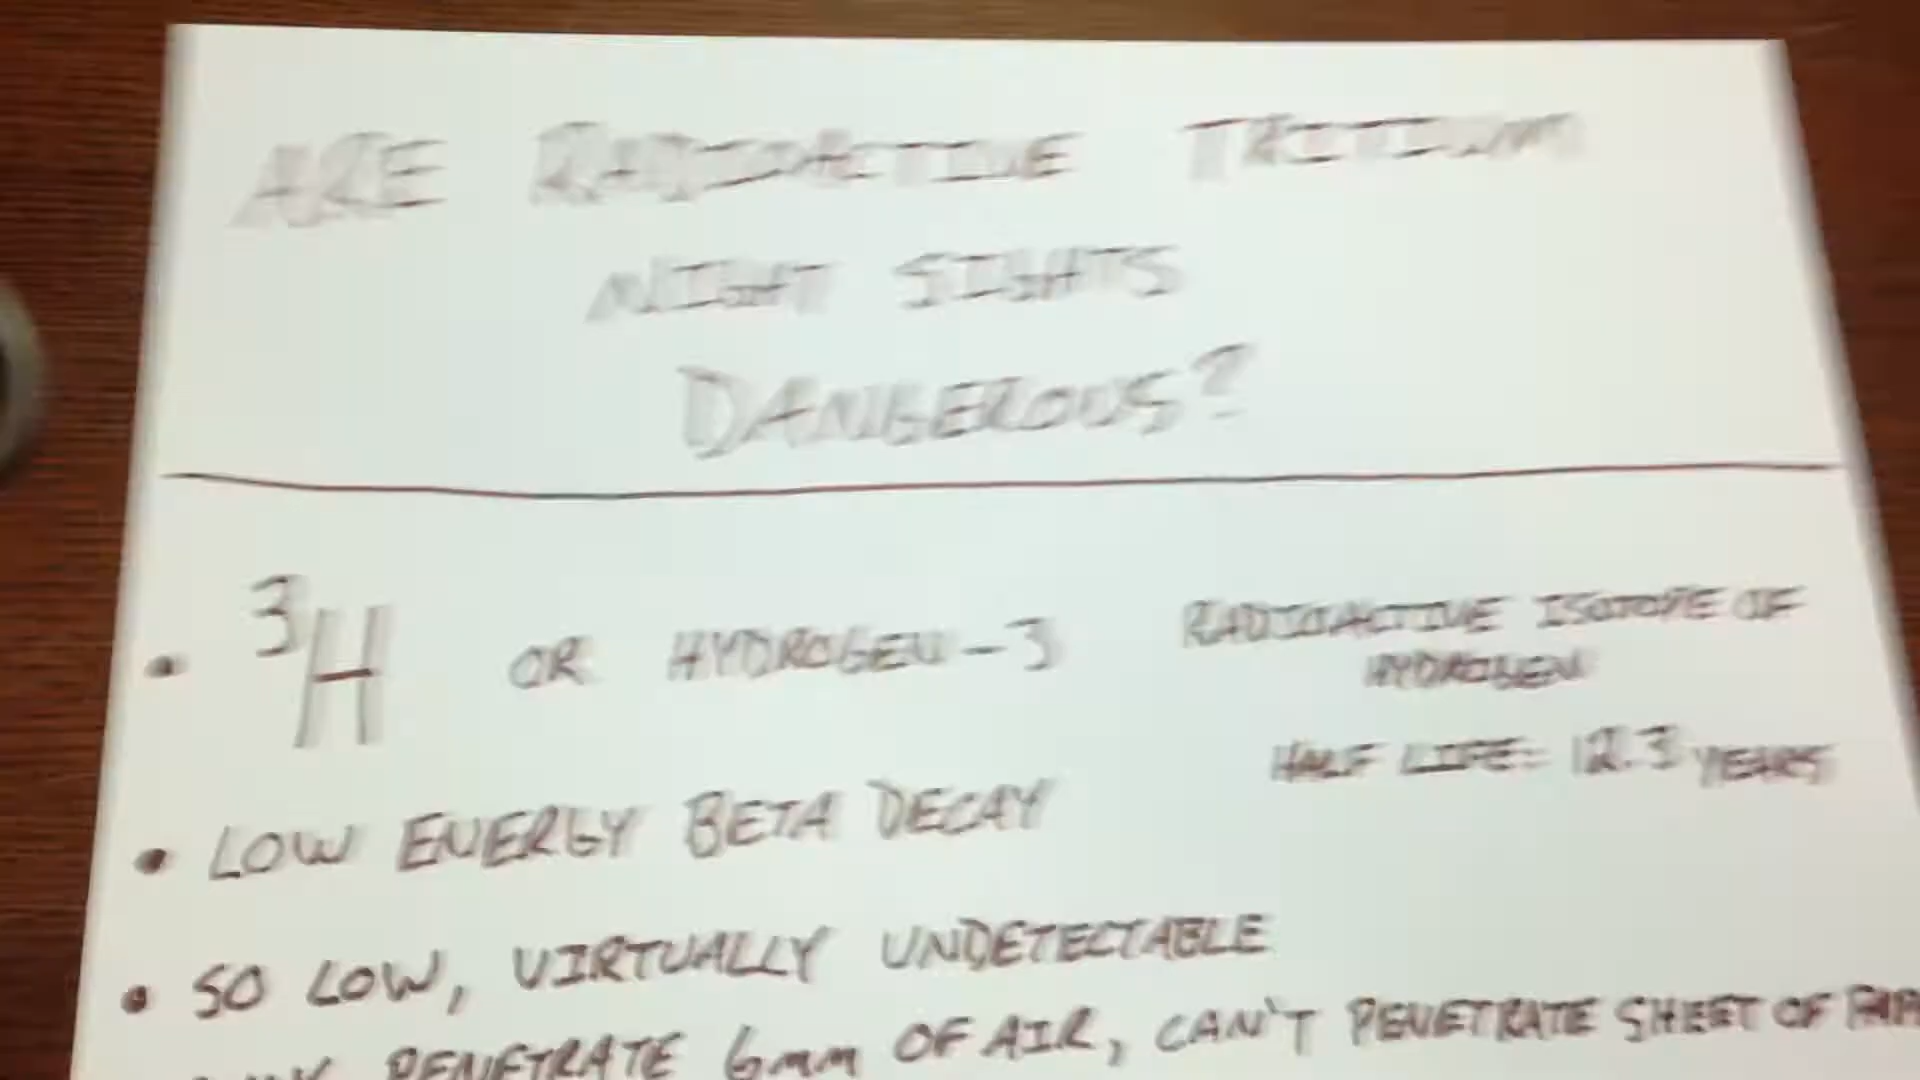 ARE RADIOACTIVE TRITIUM
NIGHT SIGHTS
DANGEROUS?
• ³H OR HYDROGEN-3 RADIOACTIVE ISOTOPE OF
HYDROGEN
HALF LIFE: 12.3 YEARS
• LOW ENERGY BETA DECAY
• SO LOW, VIRTUALLY UNDETECTABLE
PENETRATE 6mm OF AIR, CAN'T PENETRATE SHEET OF